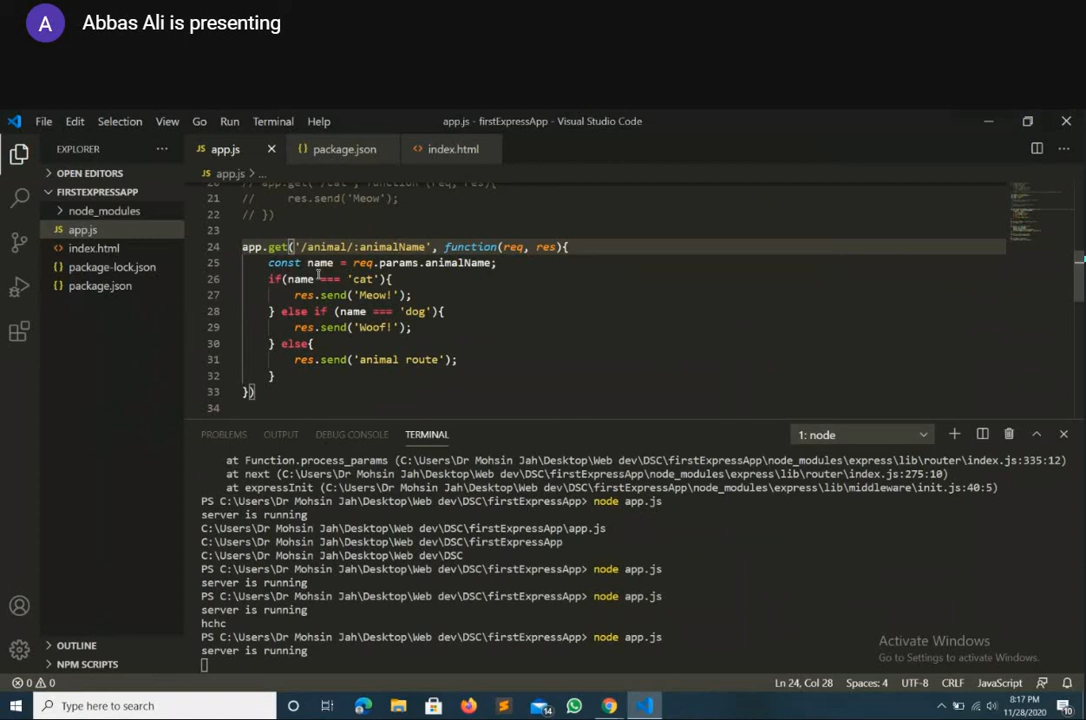 A
Abbas Ali is presenting
File Edit Selection View Go Run Terminal Help
app.js - firstExpressApp - Visual Studio Code
EXPLORER
JS app.js
{} package.json
<> index.html
OPEN EDITORS
JS app.js > ...
FIRSTEXPRESSAPP
node_modules
JS app.js
<> index.html
{} package-lock.json
{} package.json
20 // app.get('/cat', function (req, res){
21 // res.send('Meow');
22 // })
23
24 app.get('/animal/:animalName', function(req, res){
25 const name = req.params.animalName;
26 if(name === 'cat'){
27 res.send('Meow!');
28 } else if (name === 'dog'){
29 res.send('Woof!');
30 } else{
31 res.send('animal route');
32 }
33 })
34
PROBLEMS OUTPUT DEBUG CONSOLE TERMINAL
1: node
at Function.process_params (C:\Users\Dr Mohsin Jah\Desktop\Web dev\DSC\firstExpressApp\node_modules\express\lib\router\index.js:335:12)
at next (C:\Users\Dr Mohsin Jah\Desktop\Web dev\DSC\firstExpressApp\node_modules\express\lib\router\index.js:275:10)
at expressInit (C:\Users\Dr Mohsin Jah\Desktop\Web dev\DSC\firstExpressApp\node_modules\express\lib\middleware\init.js:40:5)
PS C:\Users\Dr Mohsin Jah\Desktop\Web dev\DSC\firstExpressApp> node app.js
server is running
C:\Users\Dr Mohsin Jah\Desktop\Web dev\DSC\firstExpressApp\app.js
C:\Users\Dr Mohsin Jah\Desktop\Web dev\DSC\firstExpressApp
C:\Users\Dr Mohsin Jah\Desktop\Web dev\DSC
PS C:\Users\Dr Mohsin Jah\Desktop\Web dev\DSC\firstExpressApp> node app.js
server is running
PS C:\Users\Dr Mohsin Jah\Desktop\Web dev\DSC\firstExpressApp> node app.js
server is running
hchc
PS C:\Users\Dr Mohsin Jah\Desktop\Web dev\DSC\firstExpressApp> node app.js
server is running
OUTLINE
NPM SCRIPTS
Activate Windows
Go to Settings to activate Windows.
0 0
Ln 24, Col 28 Spaces: 4 UTF-8 CRLF JavaScript
Type here to search
14
8:17 PM
11/28/2020
10